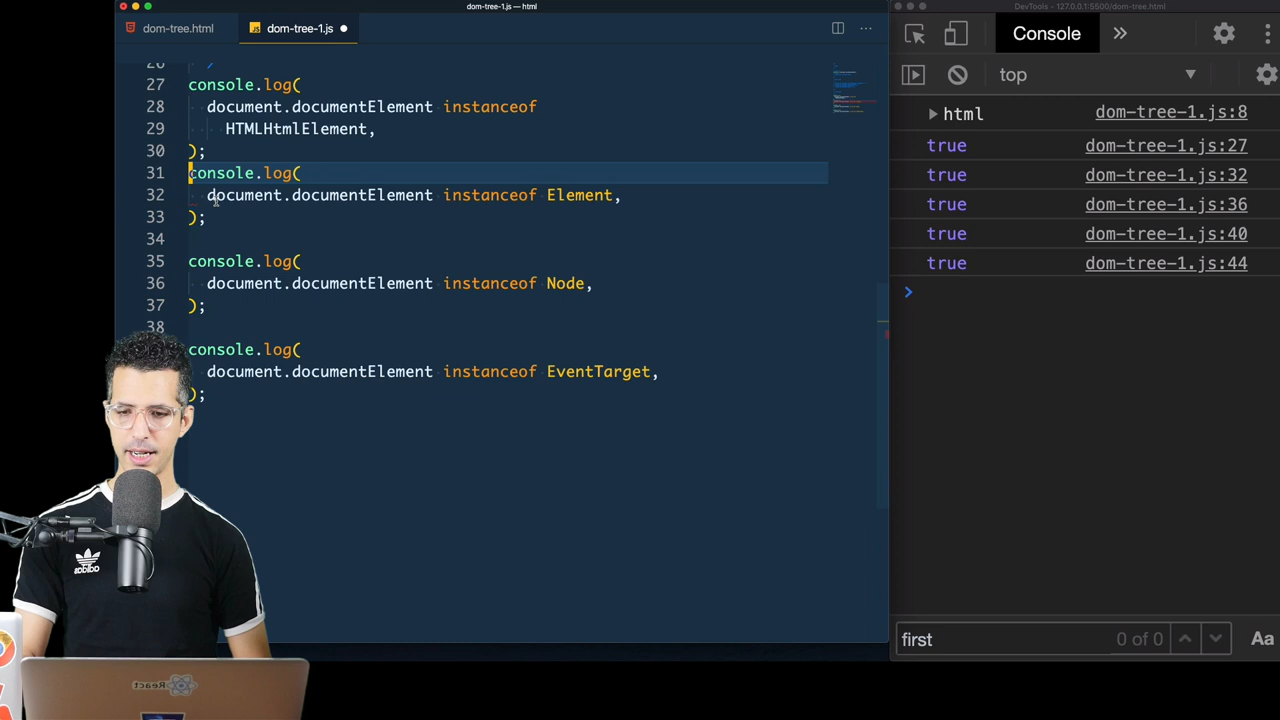 dom-tree-1.js — html
DevTools - 127.0.0.1:5500/dom-tree.html
dom-tree.html
dom-tree-1.js
Console
top
27 console.log(
28 document.documentElement instanceof
29 HTMLHtmlElement,
30 );
31 console.log(
32 document.documentElement instanceof Element,
33 );
34
35 console.log(
36 document.documentElement instanceof Node,
37 );
38
console.log(
document.documentElement instanceof EventTarget,
);
html dom-tree-1.js:8
true dom-tree-1.js:27
true dom-tree-1.js:32
true dom-tree-1.js:36
true dom-tree-1.js:40
true dom-tree-1.js:44
first 0 of 0 Aa
adidas
React